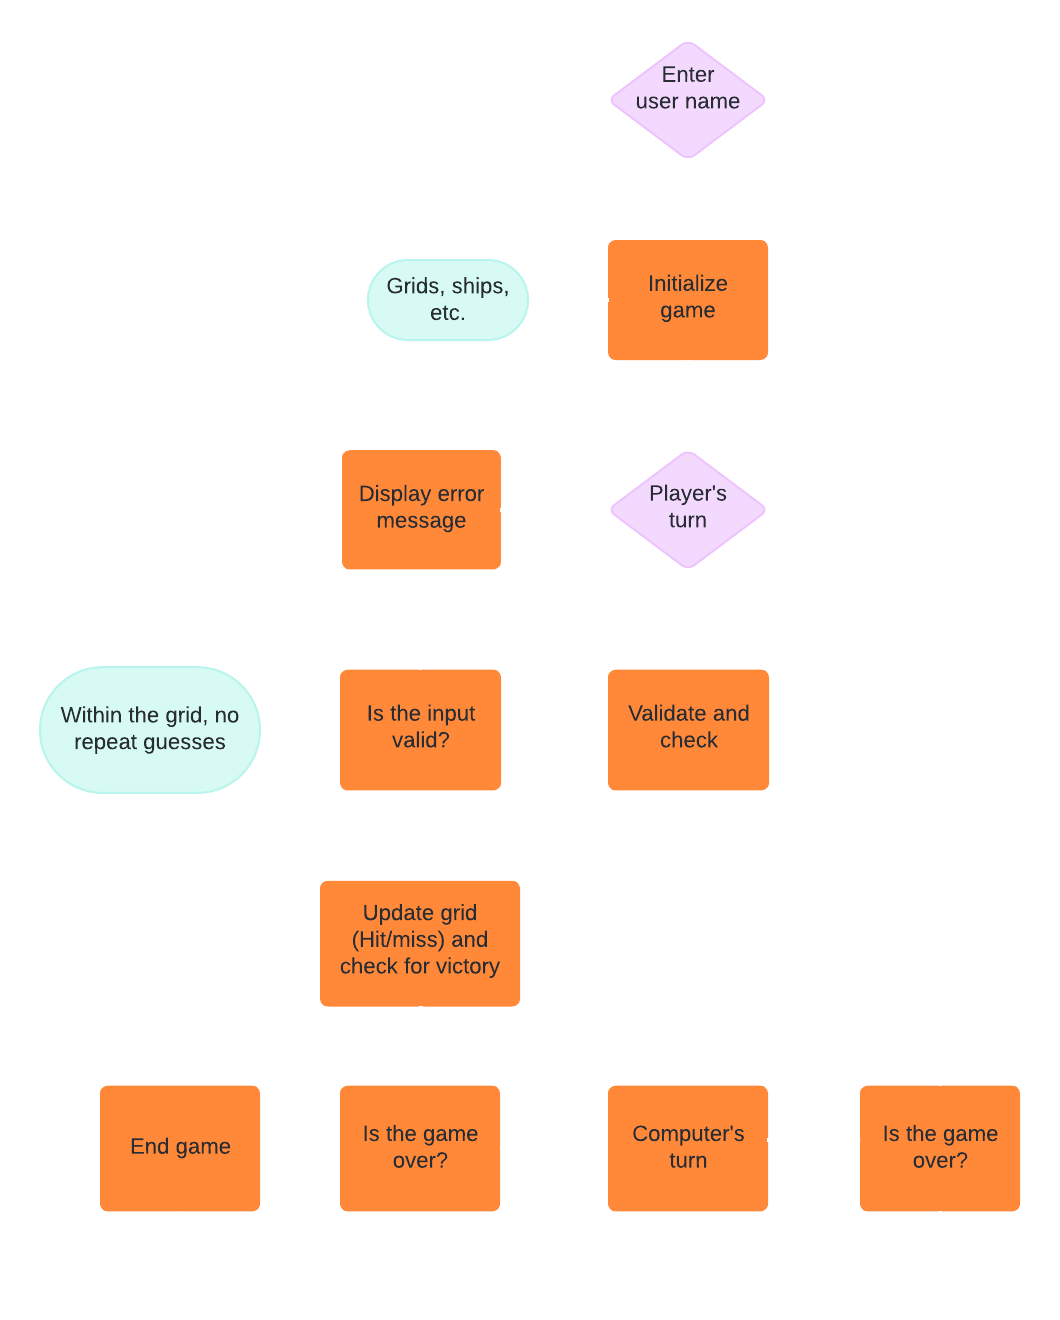 Enter
user name
Grids, ships,
etc.
Initialize
game
Display error
message
Player's
turn
Within the grid, no
repeat guesses
Is the input
valid?
Validate and
check
Update grid
(Hit/miss) and
check for victory
End game
Is the game
over?
Computer's
turn
Is the game
over?